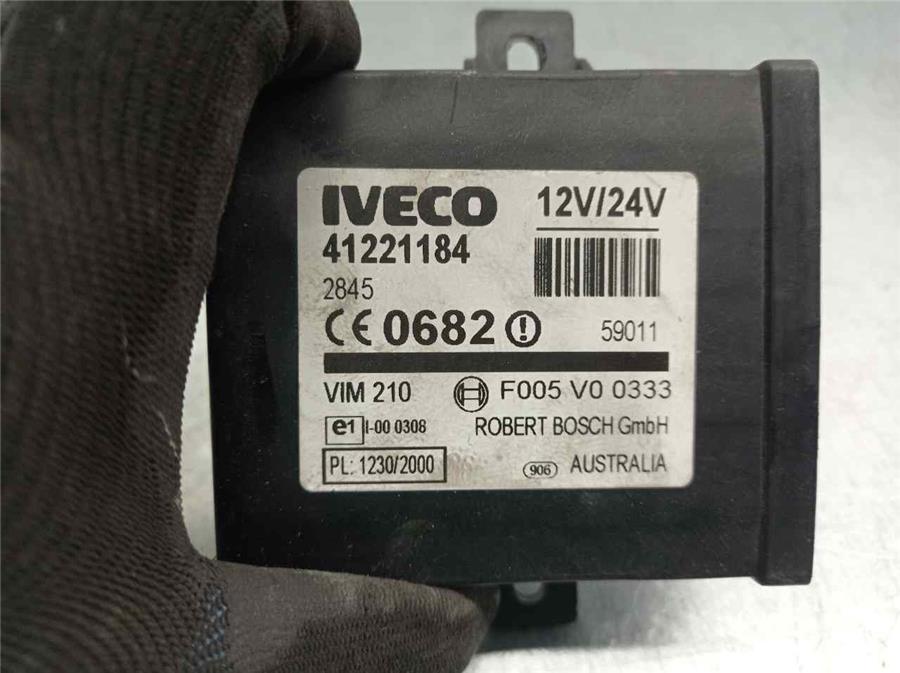 IVECO 12V/24V
41221184
2845
CE 0682 59011
VIM 210 F005 V0 0333
e1 I-00 0308 ROBERT BOSCH GmbH
PL: 1230/2000 906 AUSTRALIA